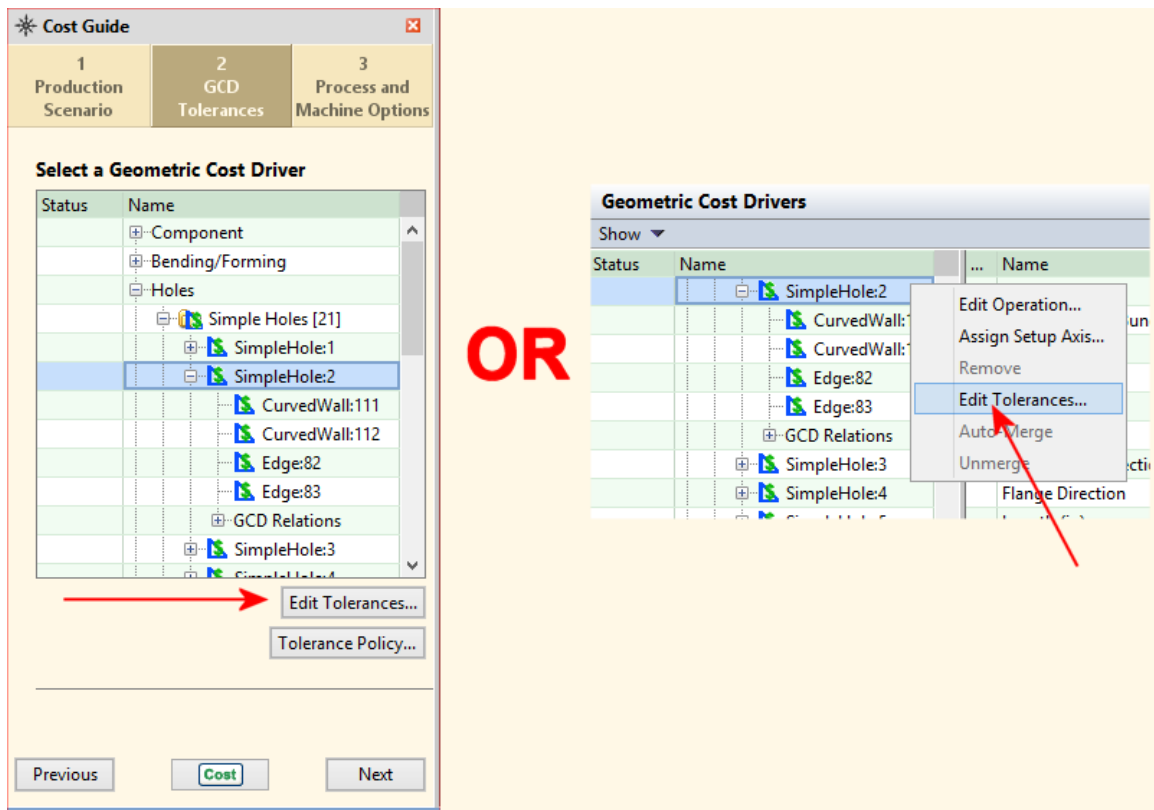 Cost Guide
1
Production
Scenario
2
GCD
Tolerances
3
Process and
Machine Options
Select a Geometric Cost Driver
Status Name
Component
Bending/Forming
Holes
Simple Holes [21]
SimpleHole:1
SimpleHole:2
CurvedWall:111
CurvedWall:112
Edge:82
Edge:83
GCD Relations
SimpleHole:3
SimpleHole:4
Edit Tolerances...
Tolerance Policy...
Previous Cost Next
OR
Geometric Cost Drivers
Show
Status Name ... Name
SimpleHole:2
CurvedWall:1
CurvedWall:1
Edge:82
Edge:83
GCD Relations
SimpleHole:3
SimpleHole:4
Edit Operation...
Assign Setup Axis...
Remove
Edit Tolerances...
Auto-Merge
Unmerge
Flange Direction